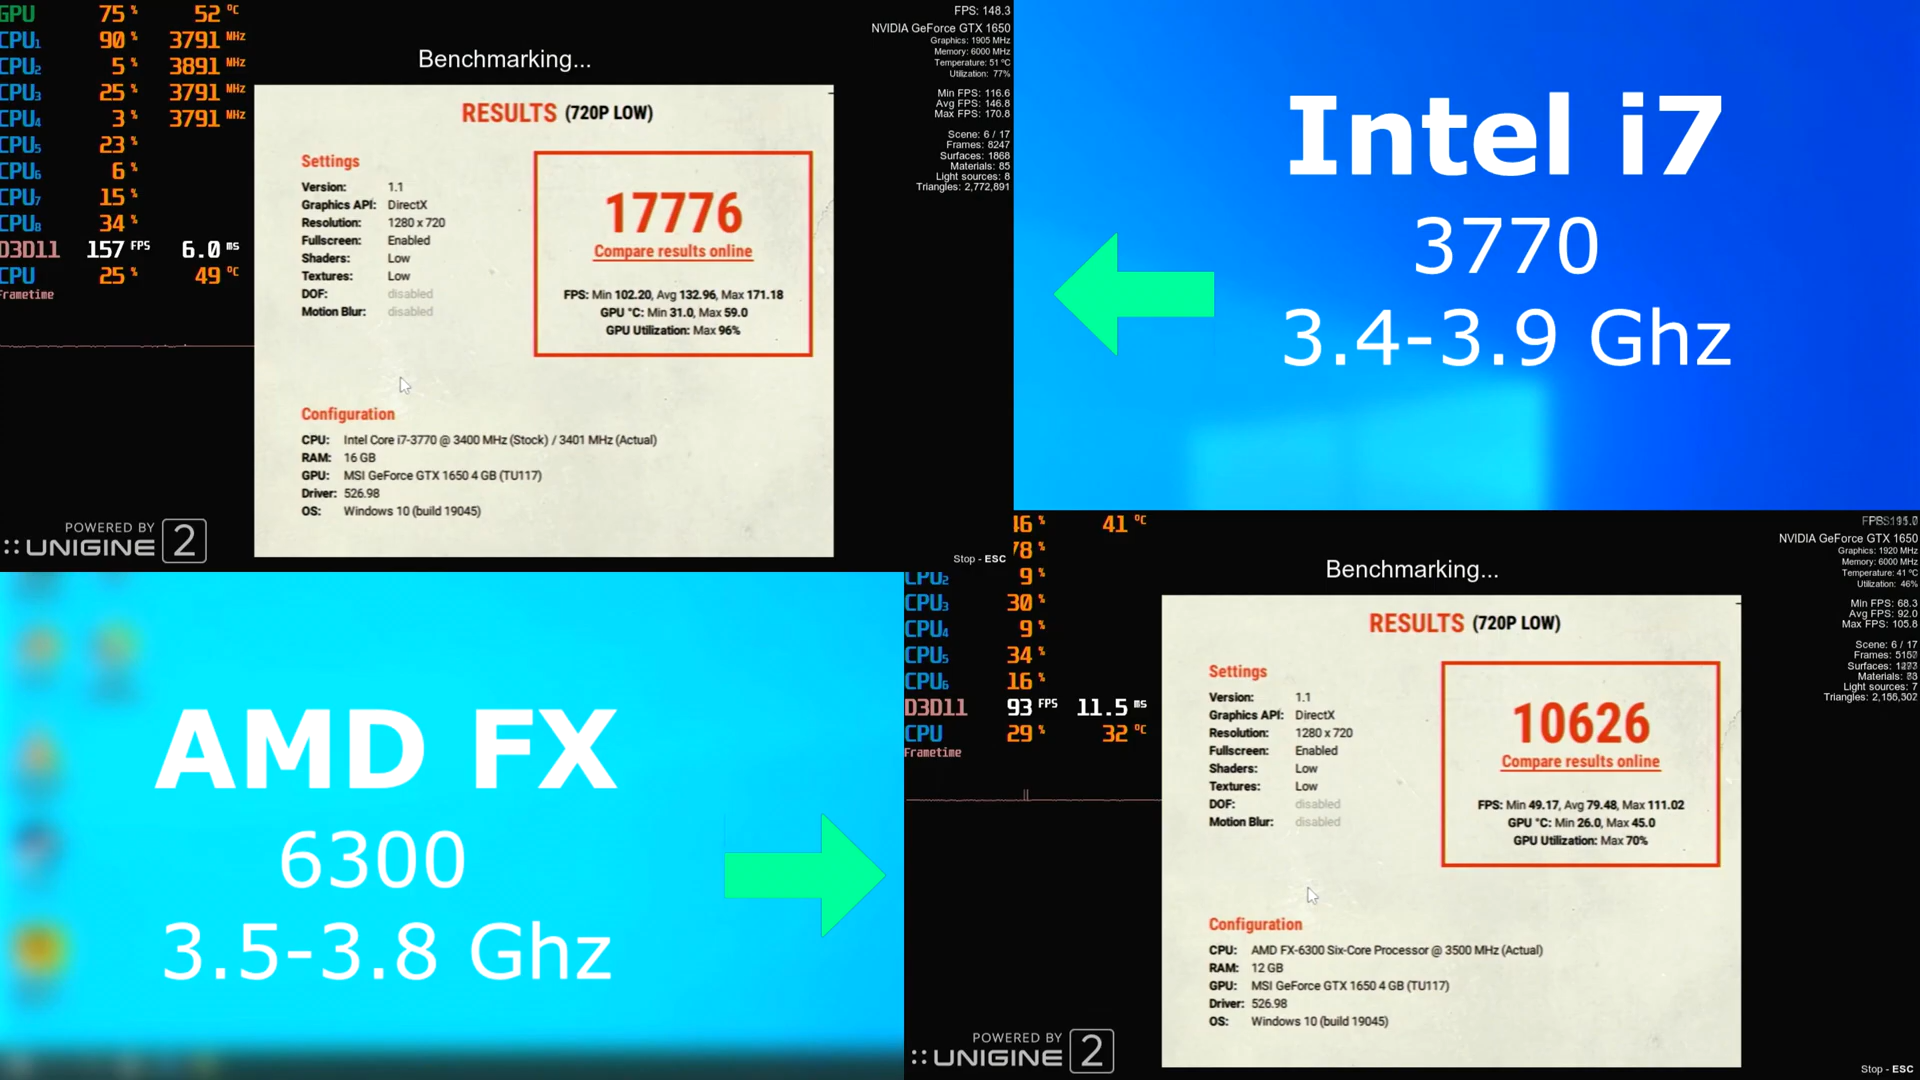 GPU 75 % 52 °C
CPU1 90 % 3791 MHz
CPU2 5 % 3891 MHz
CPU3 25 % 3791 MHz
CPU4 3 % 3791 MHz
CPU5 23 %
CPU6 6 %
CPU7 15 %
CPU8 34 %
D3D11 157 FPS 6.0 ms
CPU 25 % 49 °C
Frametime
Benchmarking...
RESULTS (720P LOW)
Settings
Version: 1.1
Graphics API: DirectX
Resolution: 1280 x 720
Fullscreen: Enabled
Shaders: Low
Textures: Low
DOF: disabled
Motion Blur: disabled
17776
Compare results online
FPS: Min 102.20, Avg 132.96, Max 171.18
GPU °C: Min 31.0, Max 59.0
GPU Utilization: Max 96%
Configuration
CPU: Intel Core i7-3770 @ 3400 MHz (Stock) / 3401 MHz (Actual)
RAM: 16 GB
GPU: MSI GeForce GTX 1650 4 GB (TU117)
Driver: 526.98
OS: Windows 10 (build 19045)
POWERED BY
UNIGINE 2
FPS: 148.3
NVIDIA GeForce GTX 1650
Graphics: 1905 MHz
Memory: 6000 MHz
Temperature: 51 °C
Utilization: 77%
Min FPS: 116.6
Avg FPS: 146.8
Max FPS: 170.8
Scene: 6 / 17
Frames: 8247
Surfaces: 1868
Materials: 85
Light sources: 8
Triangles: 2,772,891
Stop - ESC
Intel i7
3770
3.4-3.9 Ghz
AMD FX
6300
3.5-3.8 Ghz
46 % 41 °C
78 %
CPU2 9 %
CPU3 30 %
CPU4 9 %
CPU5 34 %
CPU6 16 %
D3D11 93 FPS 11.5 ms
CPU 29 % 32 °C
Frametime
Benchmarking...
RESULTS (720P LOW)
Settings
Version: 1.1
Graphics API: DirectX
Resolution: 1280 x 720
Fullscreen: Enabled
Shaders: Low
Textures: Low
DOF: disabled
Motion Blur: disabled
10626
Compare results online
FPS: Min 49.17, Avg 79.48, Max 111.02
GPU °C: Min 26.0, Max 45.0
GPU Utilization: Max 70%
Configuration
CPU: AMD FX-6300 Six-Core Processor @ 3500 MHz (Actual)
RAM: 12 GB
GPU: MSI GeForce GTX 1650 4 GB (TU117)
Driver: 526.98
OS: Windows 10 (build 19045)
POWERED BY
UNIGINE 2
NVIDIA GeForce GTX 1650
Graphics: 1920 MHz
Memory: 6000 MHz
Temperature: 41 °C
Utilization: 46%
Min FPS: 68.3
Avg FPS: 92.0
Max FPS: 105.8
Scene: 6 / 17
Frames:
Surfaces:
Materials:
Light sources: 7
Triangles:
Stop - ESC